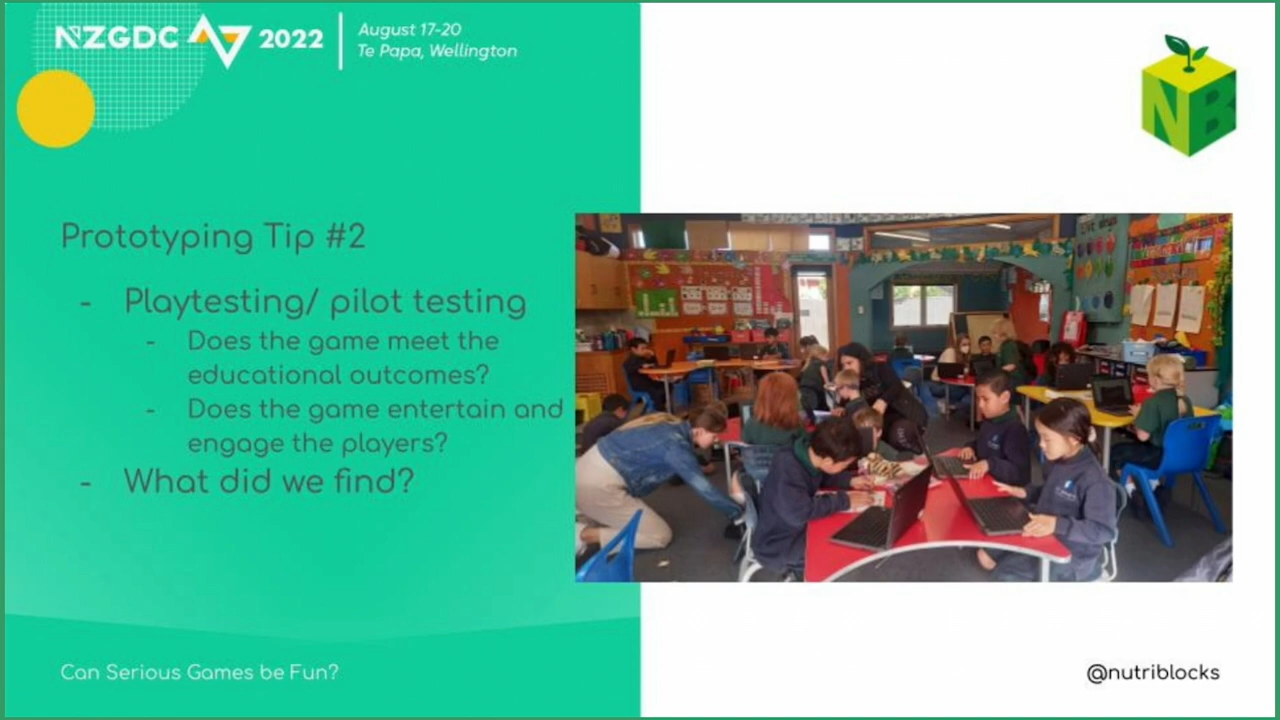 NZGDC 2022
August 17-20
Te Papa, Wellington
NB
Prototyping Tip #2
- Playtesting/ pilot testing
- Does the game meet the
educational outcomes?
- Does the game entertain and
engage the players?
- What did we find?
Can Serious Games be Fun?
@nutriblocks